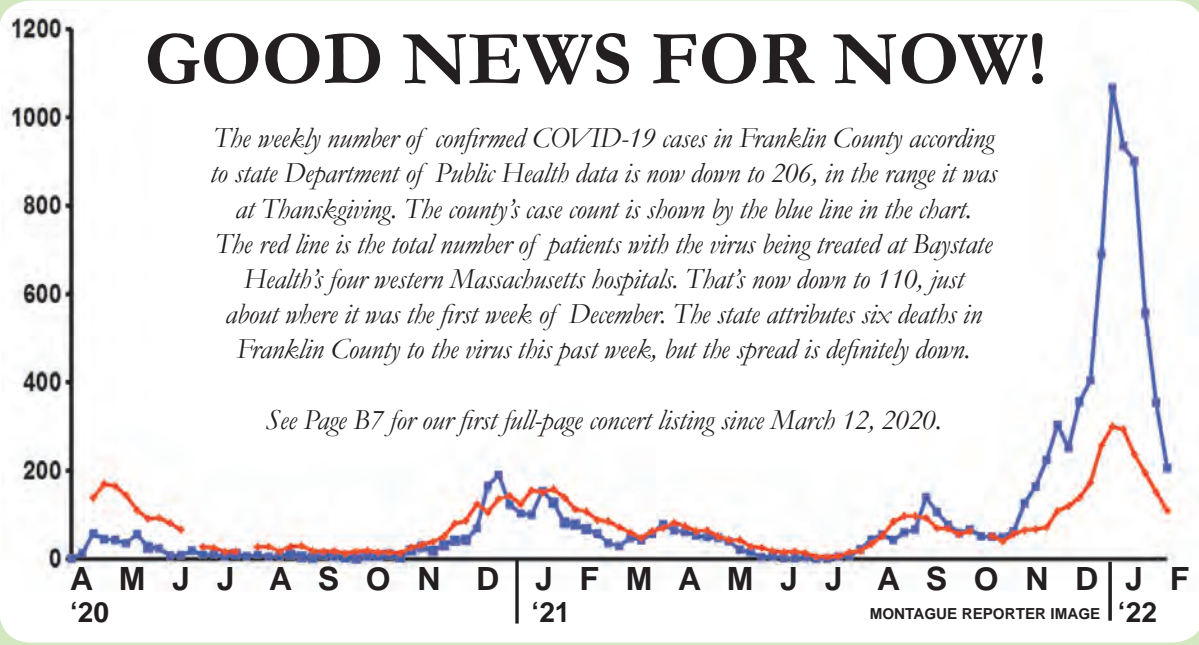 GOOD NEWS FOR NOW!
The weekly number of confirmed COVID-19 cases in Franklin County according
to state Department of Public Health data is now down to 206, in the range it was
at Thanskgiving. The county's case count is shown by the blue line in the chart.
The red line is the total number of patients with the virus being treated at Baystate
Health's four western Massachusetts hospitals. That's now down to 110, just
about where it was the first week of December. The state attributes six deaths in
Franklin County to the virus this past week, but the spread is definitely down.
See Page B7 for our first full-page concert listing since March 12, 2020.
1200
1000
800
600
400
200
0
A M J J A S O N D J F M A M J J A S O N D J F
‘20 ‘21 MONTAGUE REPORTER IMAGE ‘22